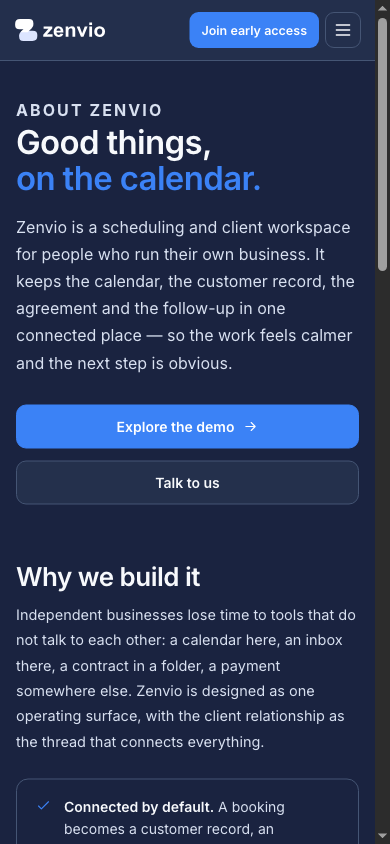 zenvio
Join early access
ABOUT ZENVIO
Good things,
on the calendar.
Zenvio is a scheduling and client workspace
for people who run their own business. It
keeps the calendar, the customer record, the
agreement and the follow-up in one
connected place — so the work feels calmer
and the next step is obvious.
Explore the demo →
Talk to us
Why we build it
Independent businesses lose time to tools that do
not talk to each other: a calendar here, an inbox
there, a contract in a folder, a payment
somewhere else. Zenvio is designed as one
operating surface, with the client relationship as
the thread that connects everything.
Connected by default. A booking
becomes a customer record, an